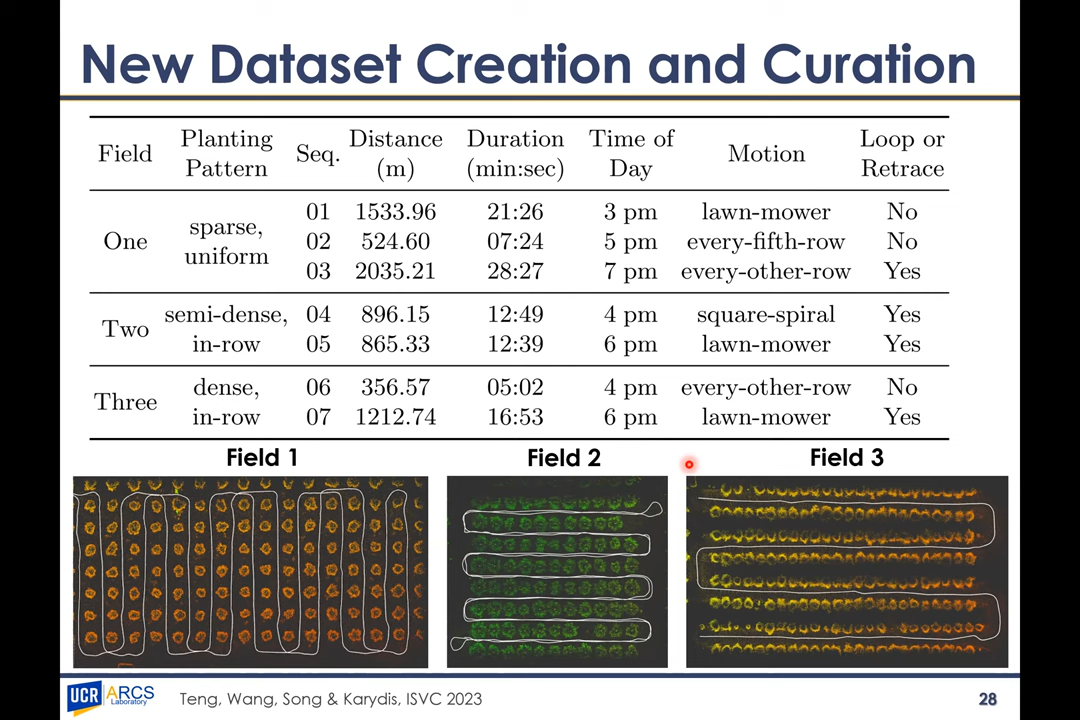 New Dataset Creation and Curation
Field Planting Pattern Seq. Distance (m) Duration (min:sec) Time of Day Motion Loop or Retrace
One sparse, uniform 01 1533.96 21:26 3 pm lawn-mower No
02 524.60 07:24 5 pm every-fifth-row No
03 2035.21 28:27 7 pm every-other-row Yes
Two semi-dense, in-row 04 896.15 12:49 4 pm square-spiral Yes
05 865.33 12:39 6 pm lawn-mower Yes
Three dense, in-row 06 356.57 05:02 4 pm every-other-row No
07 1212.74 16:53 6 pm lawn-mower Yes
Field 1 Field 2 Field 3
UCR ARCS Laboratory
Teng, Wang, Song & Karydis, ISVC 2023
28